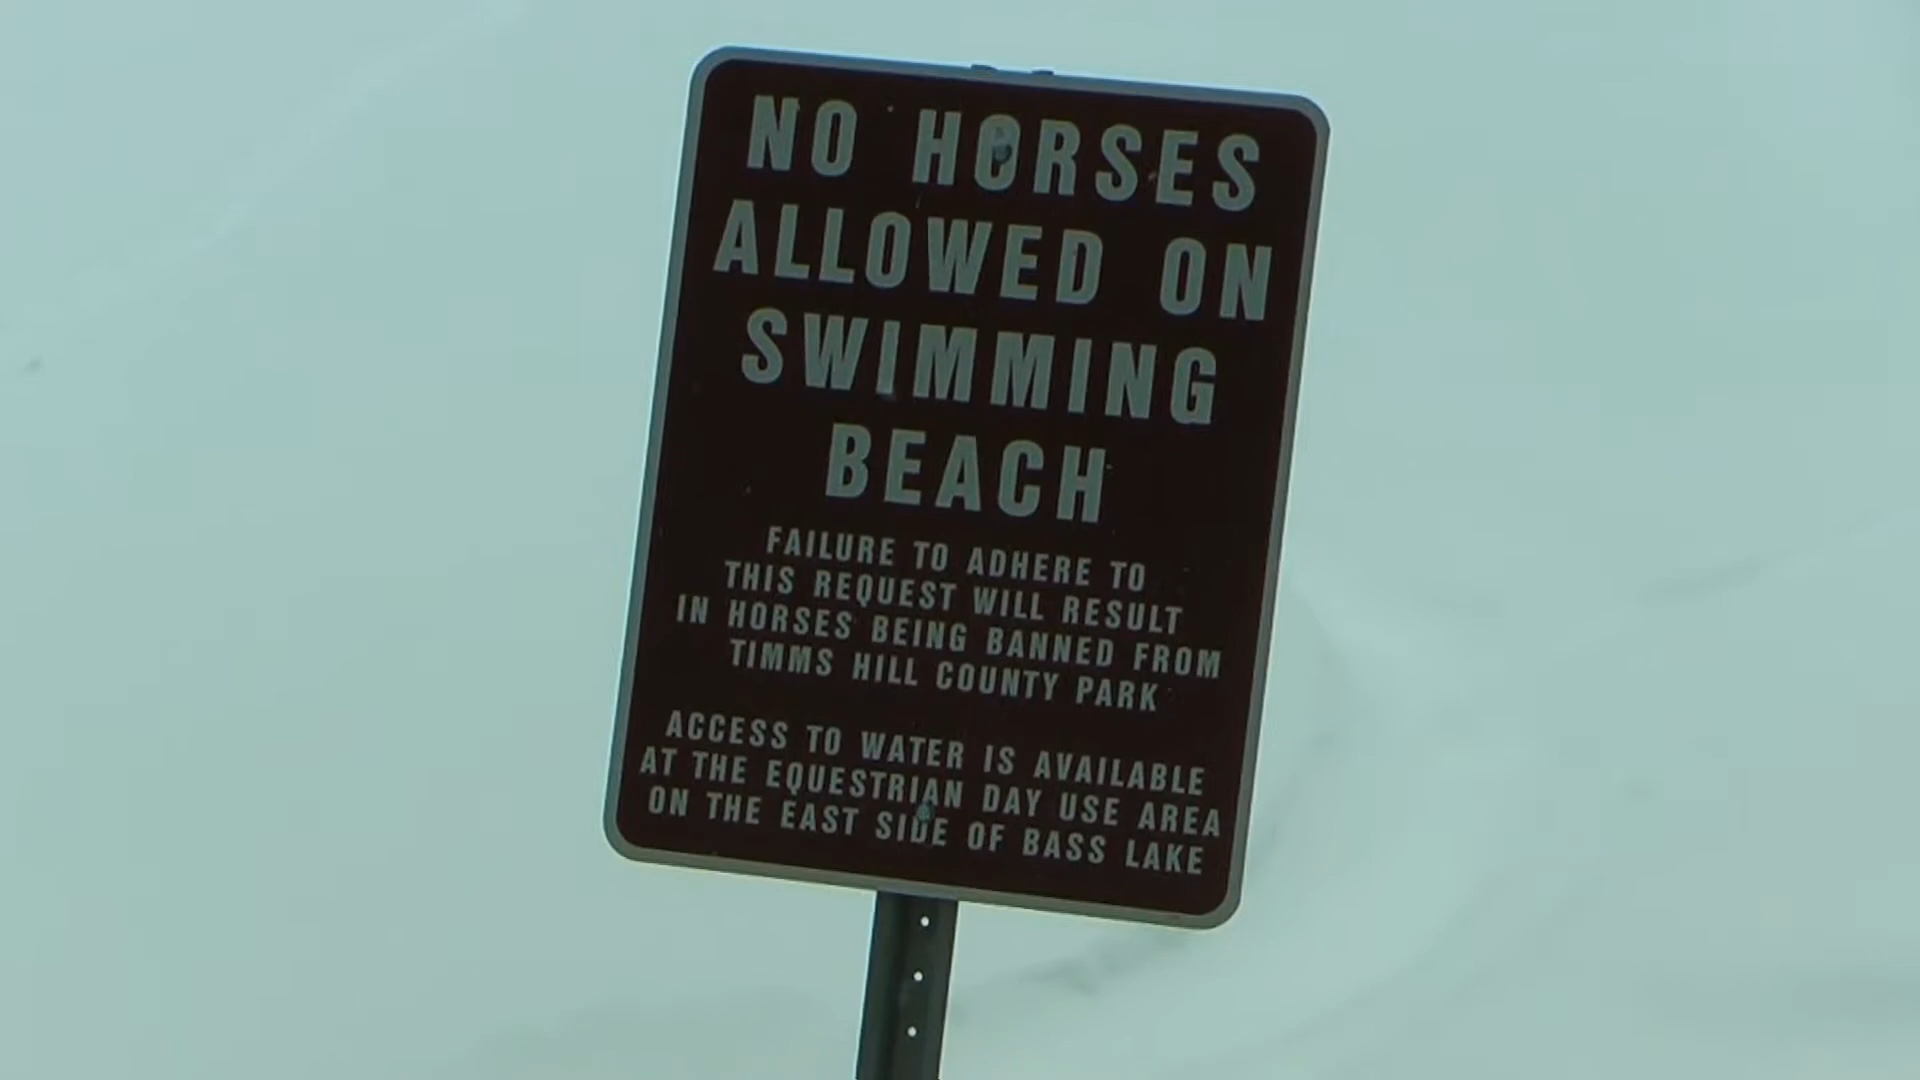 NO HORSES
ALLOWED ON
SWIMMING
BEACH
FAILURE TO ADHERE TO
THIS REQUEST WILL RESULT
IN HORSES BEING BANNED FROM
TIMMS HILL COUNTY PARK
ACCESS TO WATER IS AVAILABLE
AT THE EQUESTRIAN DAY USE AREA
ON THE EAST SIDE OF BASS LAKE